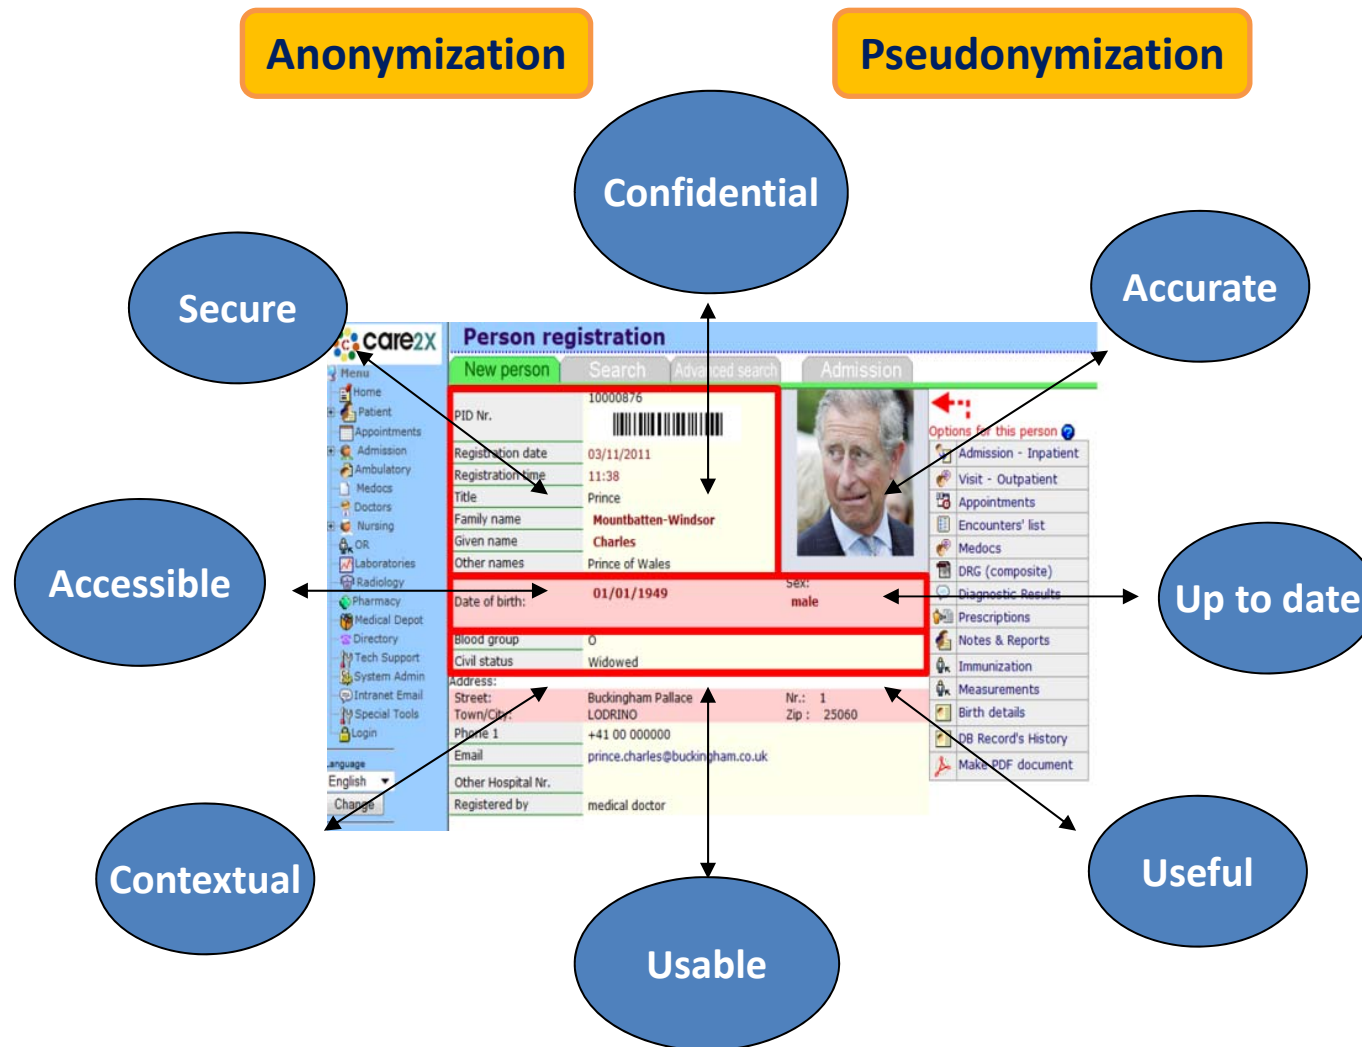 Anonymization
Pseudonymization
Confidential
Secure
Accurate
Accessible
Up to date
Contextual
Useful
Usable
care2x
Menu
Home
Patient
Appointments
Admission
Ambulatory
Medocs
Doctors
Nursing
OR
Laboratories
Radiology
Pharmacy
Medical Depot
Directory
Tech Support
System Admin
Intranet Email
Special Tools
Login
Language
English
Change
Person registration
New person Search Advanced search Admission
PID Nr. 10000876
Registration date 03/11/2011
Registration time 11:38
Title Prince
Family name Mountbatten-Windsor
Given name Charles
Other names Prince of Wales
Date of birth: 01/01/1949 Sex: male
Blood group O
Civil status Widowed
Address:
Street: Buckingham Pallace Nr.: 1
Town/City: LODRINO Zip : 25060
Phone 1 +41 00 000000
Email prince.charles@buckingham.co.uk
Other Hospital Nr.
Registered by medical doctor
Options for this person
Admission - Inpatient
Visit - Outpatient
Appointments
Encounters' list
Medocs
DRG (composite)
Diagnostic Results
Prescriptions
Notes & Reports
Immunization
Measurements
Birth details
DB Record's History
Make PDF document